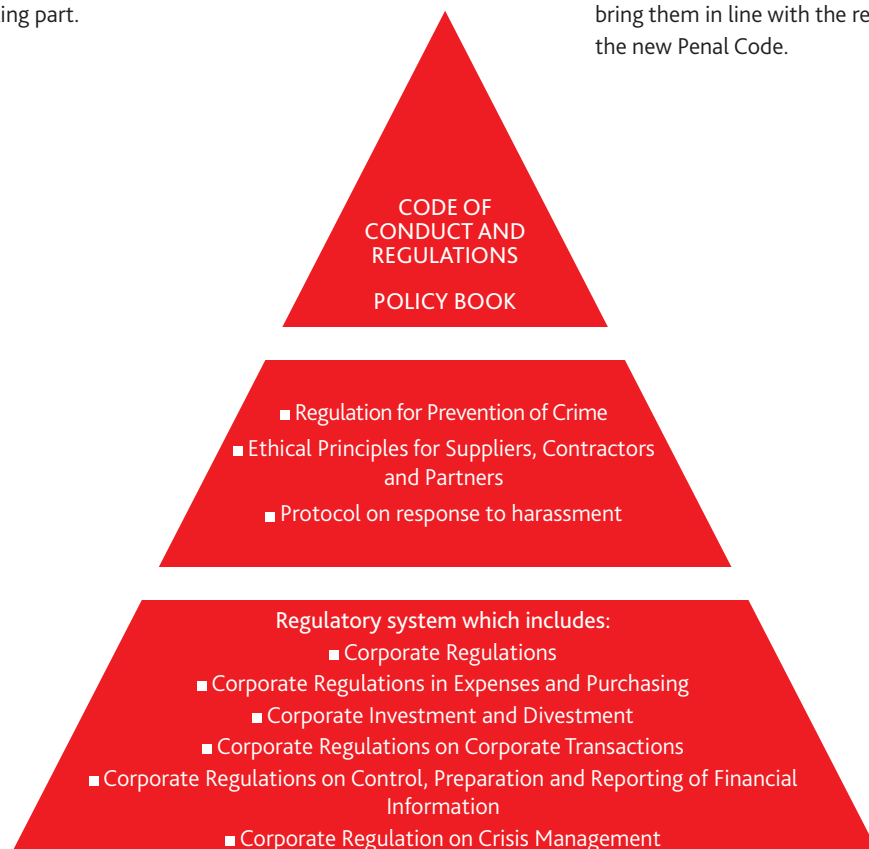 ing part.
bring them in line with the re
the new Penal Code.
CODE OF
CONDUCT AND
REGULATIONS
POLICY BOOK
■ Regulation for Prevention of Crime
■ Ethical Principles for Suppliers, Contractors
and Partners
■ Protocol on response to harassment
Regulatory system which includes:
■ Corporate Regulations
■ Corporate Regulations in Expenses and Purchasing
■ Corporate Investment and Divestment
■ Corporate Regulations on Corporate Transactions
■ Corporate Regulations on Control, Preparation and Reporting of Financial
Information
■ Corporate Regulation on Crisis Management